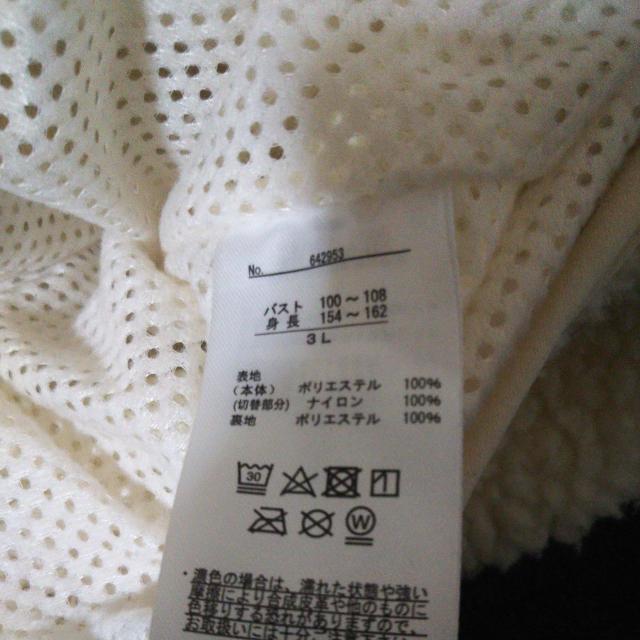 No. 642953
バスト 100～108
身長 154～162
3L
表地
(本体) ポリエステル 100%
(切替部分) ナイロン 100%
裏地 ポリエステル 100%
30
W
・濃色の場合は、濡れた状態や強い